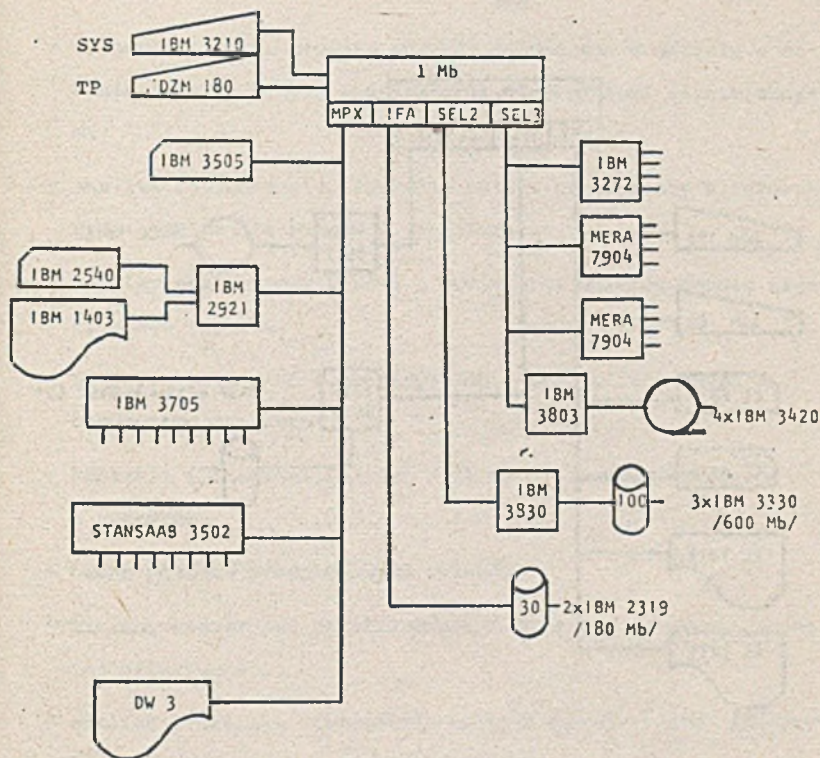 SYS IBM 3210
TP DZM 180
1 Mb
MPX IFA SEL2 SEL3
IBM 3505
IBM
3272
MERA
7904
IBM 2540
IBM 1403
IBM
2921
MERA
7904
IBM 3705
IBM
3803
4xIBM 3420
STANSAAB 3502
IBM
3830
100
3xIBM 3330
/600 Mb/
30
2xIBM 2319
/180 Mb/
DW 3